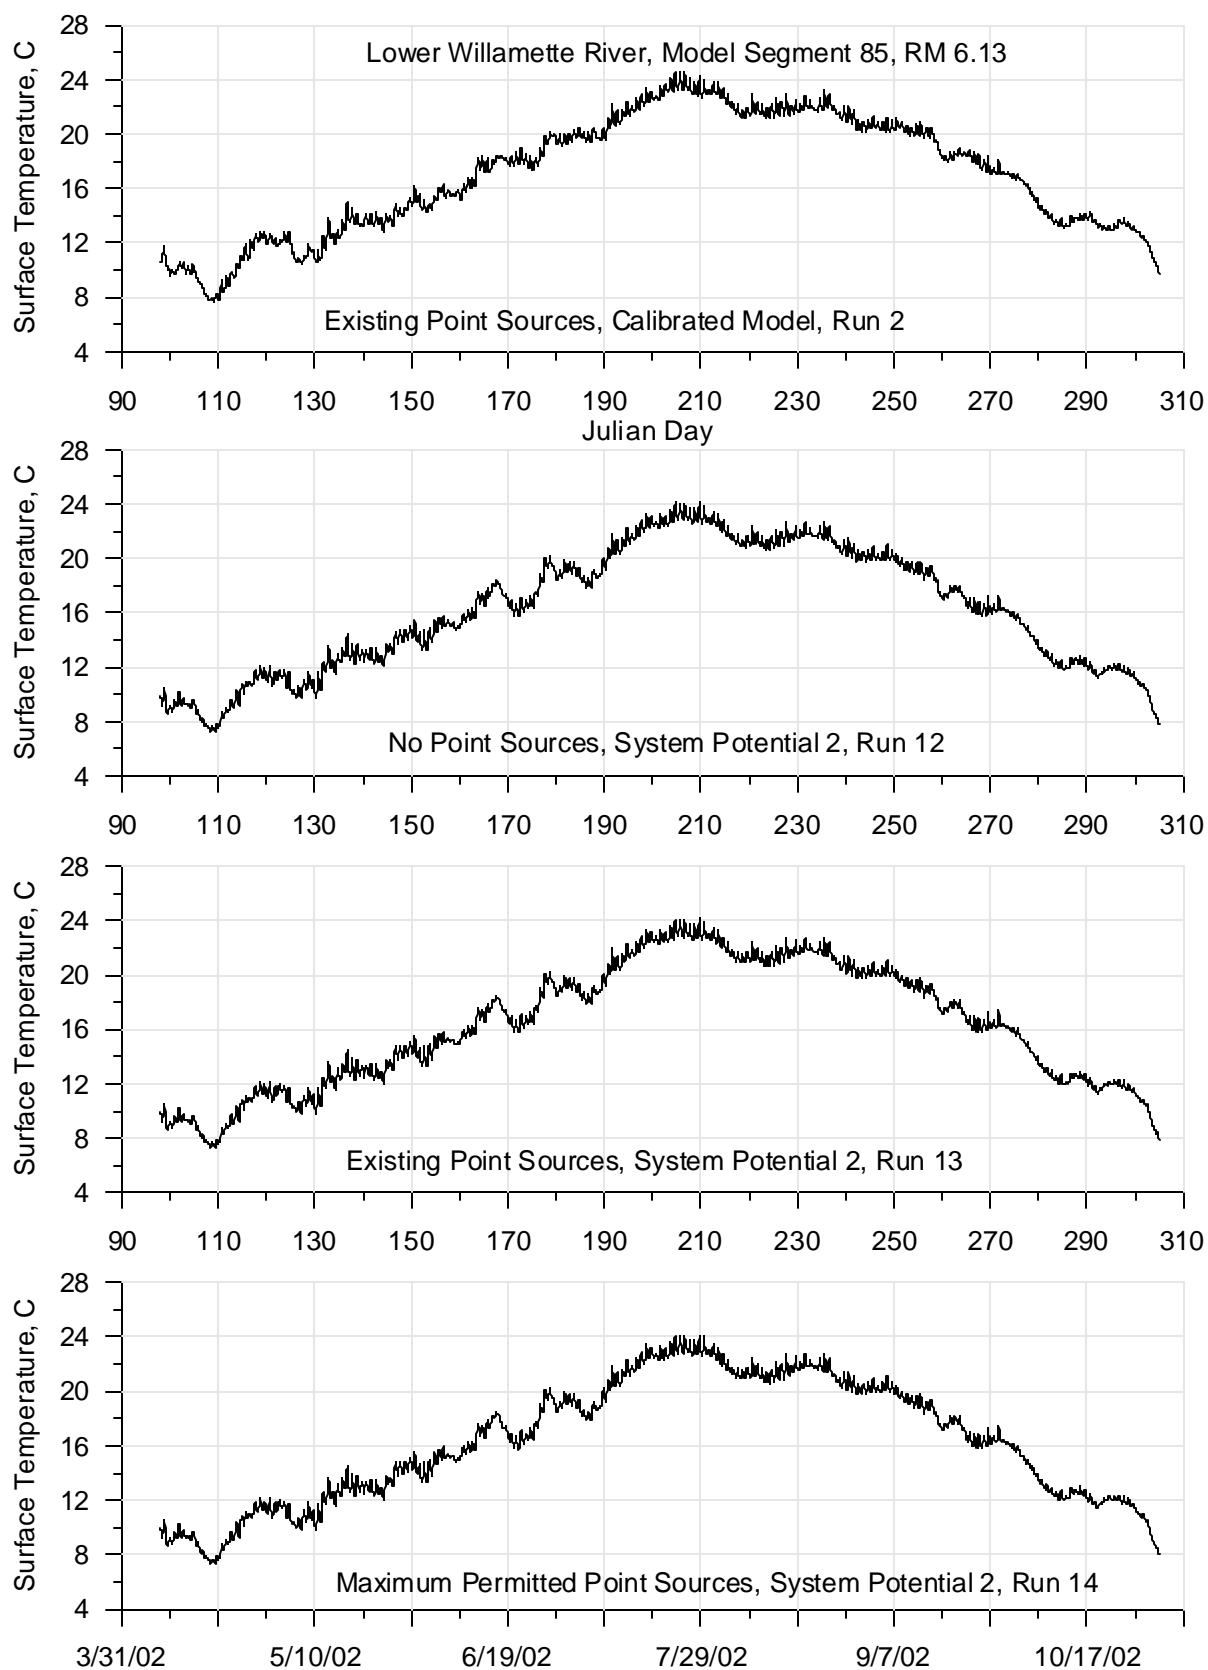 28
Lower Willamette River, Model Segment 85, RM 6.13
24
20
16
12
8
Existing Point Sources, Calibrated Model, Run 2
4
Surface Temperature, C
90 110 130 150 170 190 210 230 250 270 290 310
Julian Day
28
24
20
16
12
8
No Point Sources, System Potential 2, Run 12
4
Surface Temperature, C
90 110 130 150 170 190 210 230 250 270 290 310
28
24
20
16
12
8
Existing Point Sources, System Potential 2, Run 13
4
Surface Temperature, C
90 110 130 150 170 190 210 230 250 270 290 310
28
24
20
16
12
8
Maximum Permitted Point Sources, System Potential 2, Run 14
4
Surface Temperature, C
3/31/02 5/10/02 6/19/02 7/29/02 9/7/02 10/17/02